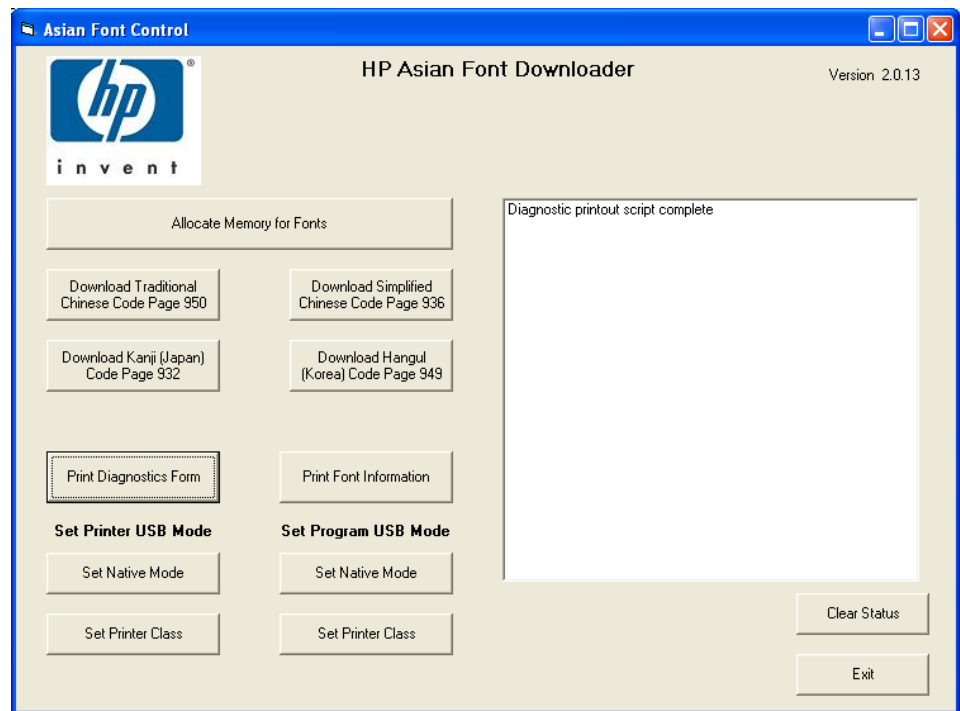 Asian Font Control
hp
®
invent
HP Asian Font Downloader
Version 2.0.13
Allocate Memory for Fonts
Diagnostic printout script complete
Download Traditional
Chinese Code Page 950
Download Simplified
Chinese Code Page 936
Download Kanji (Japan)
Code Page 932
Download Hangul
(Korea) Code Page 949
Print Diagnostics Form
Print Font Information
Set Printer USB Mode
Set Program USB Mode
Set Native Mode
Set Native Mode
Set Printer Class
Set Printer Class
Clear Status
Exit